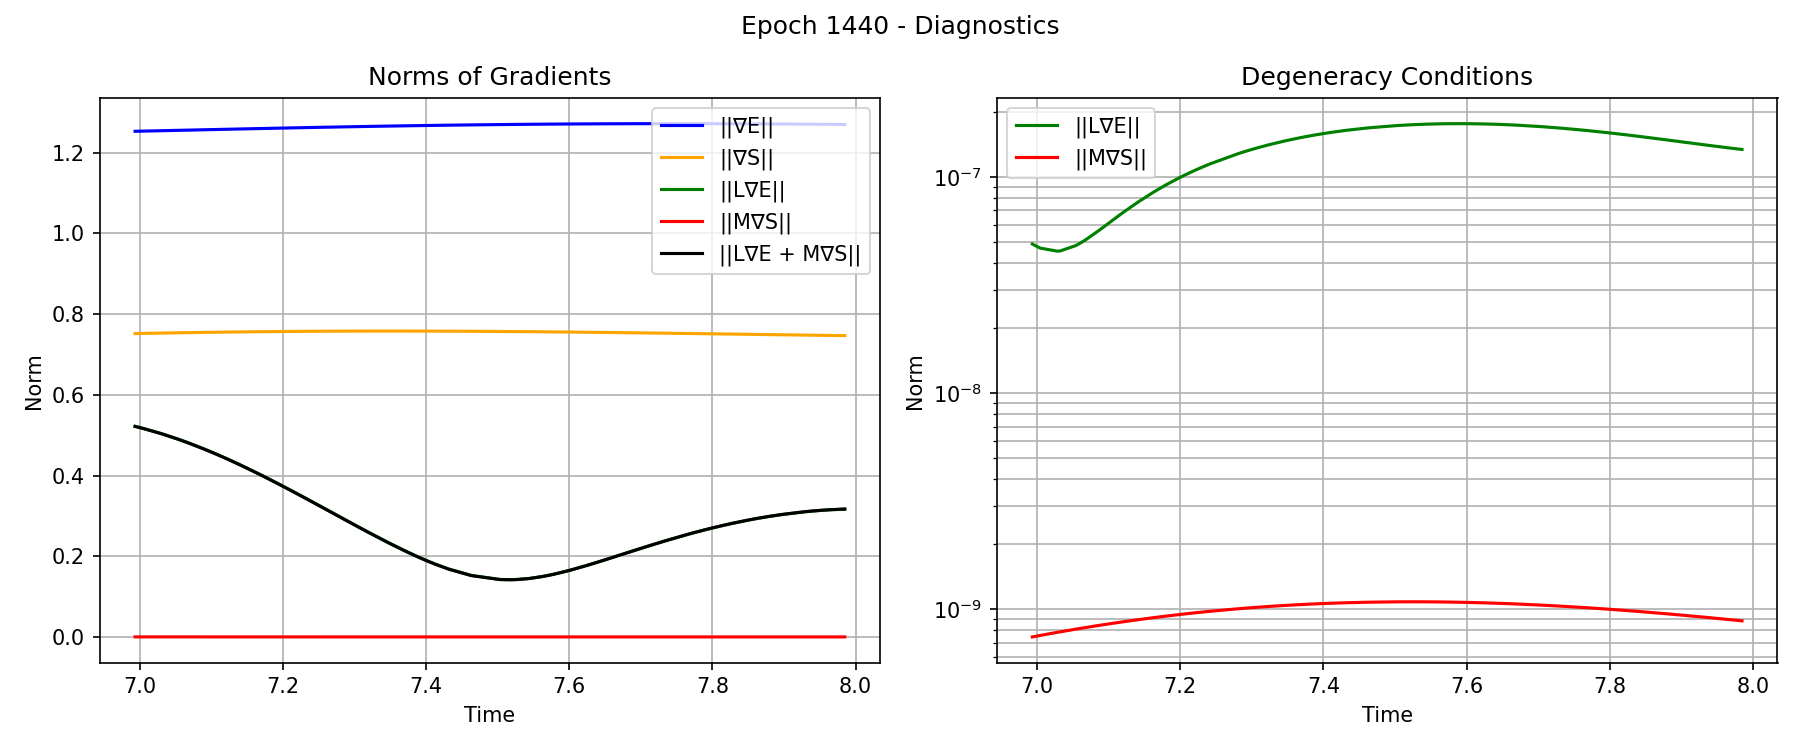 Epoch 1440 - Diagnostics
Norms of Gradients
||∇E||
||∇S||
||L∇E||
||M∇S||
||L∇E + M∇S||
Norm
1.2
1.0
0.8
0.6
0.4
0.2
0.0
7.0 7.2 7.4 7.6 7.8 8.0
Time
Degeneracy Conditions
||L∇E||
||M∇S||
Norm
10⁻⁷
10⁻⁸
10⁻⁹
7.0 7.2 7.4 7.6 7.8 8.0
Time